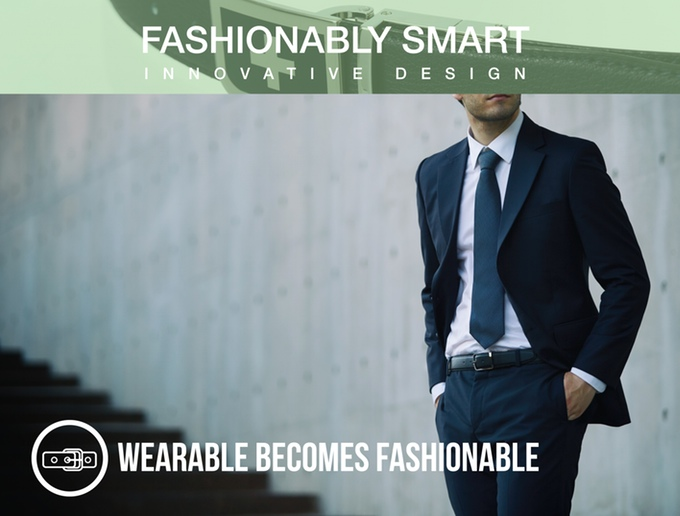 FASHIONABLY SMART
INNOVATIVE DESIGN
WEARABLE BECOMES FASHIONABLE